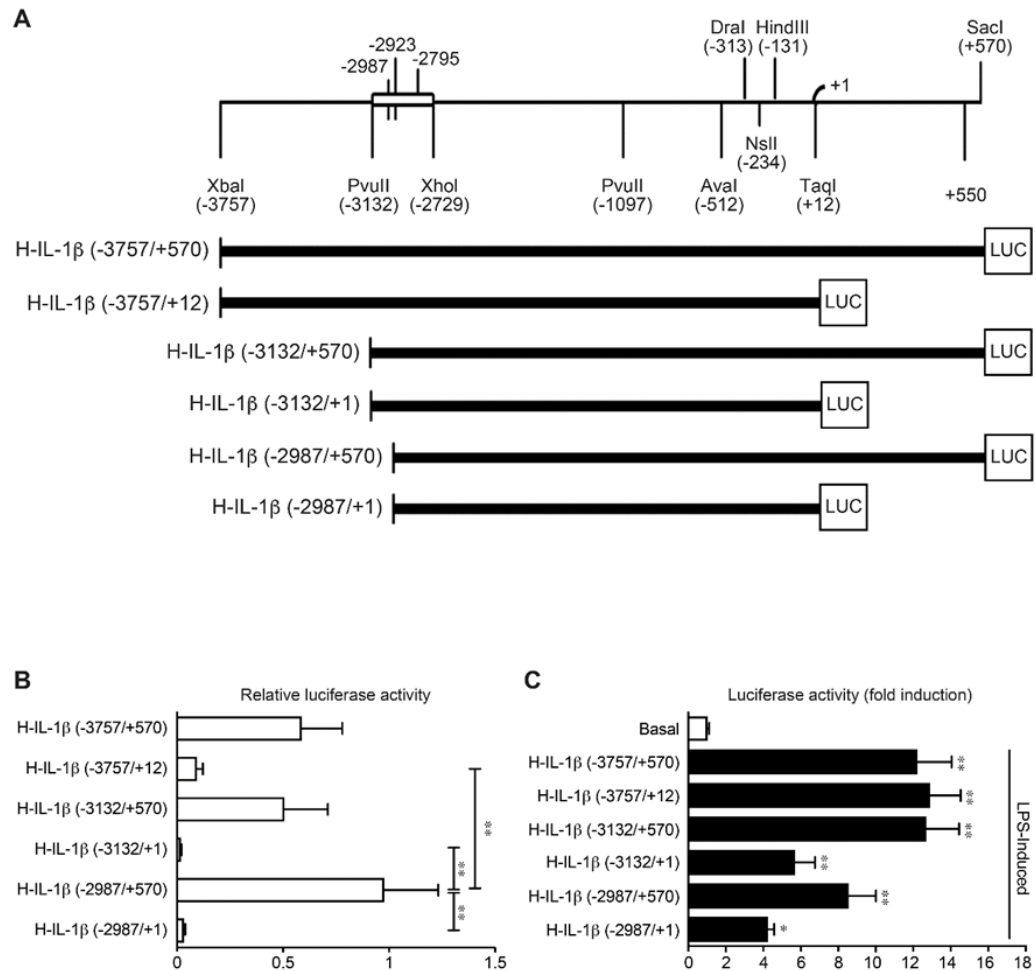 A
-2923
-2987
-2795
DraI HindIII
(-313) (-131)
SacI
(+570)
+1
NsII
(-234)
XbaI
(-3757)
PvuII
(-3132)
XhoI
(-2729)
PvuII
(-1097)
AvaI
(-512)
TaqI
(+12)
+550
H-IL-1β (-3757/+570)
LUC
H-IL-1β (-3757/+12)
LUC
H-IL-1β (-3132/+570)
LUC
H-IL-1β (-3132/+1)
LUC
H-IL-1β (-2987/+570)
LUC
H-IL-1β (-2987/+1)
LUC
B
Relative luciferase activity
H-IL-1β (-3757/+570)
H-IL-1β (-3757/+12)
H-IL-1β (-3132/+570)
H-IL-1β (-3132/+1)
H-IL-1β (-2987/+570)
H-IL-1β (-2987/+1)
**
**
**
0 0.5 1 1.5
C
Luciferase activity (fold induction)
Basal
H-IL-1β (-3757/+570) **
H-IL-1β (-3757/+12) **
H-IL-1β (-3132/+570) **
H-IL-1β (-3132/+1) **
H-IL-1β (-2987/+570) **
H-IL-1β (-2987/+1) *
LPS-Induoed
0 2 4 6 8 10 12 14 16 18